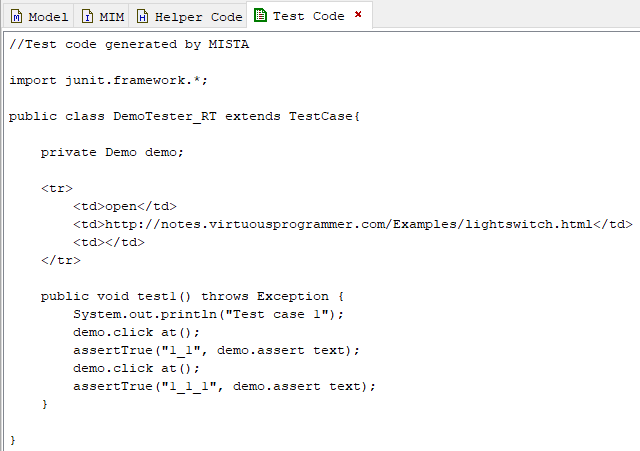 Model MIM Helper Code Test Code
//Test code generated by MISTA
import junit.framework.*;
public class DemoTester_RT extends TestCase{
private Demo demo;
<tr>
<td>open</td>
<td>http://notes.virtuousprogrammer.com/Examples/lightswitch.html</td>
<td></td>
</tr>
public void test1() throws Exception {
System.out.println("Test case 1");
demo.click at();
assertTrue("1_1", demo.assert text);
demo.click at();
assertTrue("1_1_1", demo.assert text);
}
}